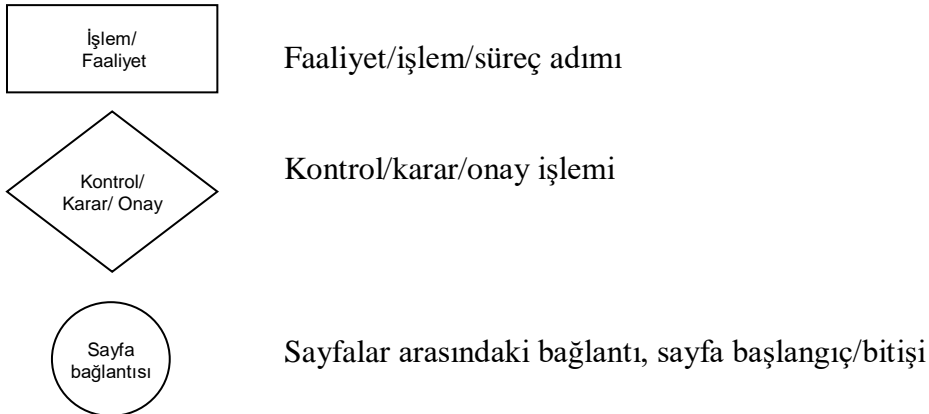 İşlem/
Faaliyet
Faaliyet/işlem/süreç adımı
Kontrol/
Karar/ Onay
Kontrol/karar/onay işlemi
Sayfa
bağlantısı
Sayfalar arasındaki bağlantı, sayfa başlangıç/bitişi